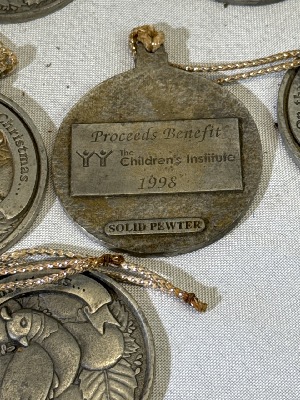 Proceeds Benefit
The
Children's Institute
1998
SOLID PEWTER
Christmas...